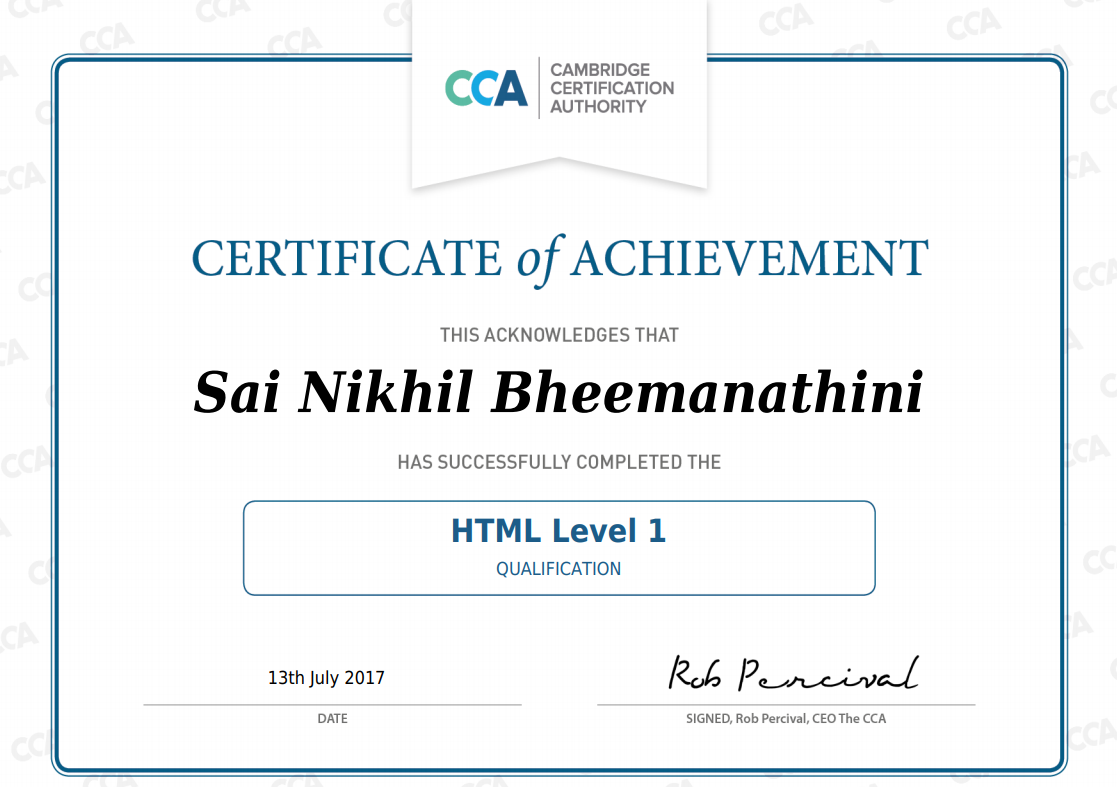 CCA
CAMBRIDGE
CERTIFICATION
AUTHORITY
CERTIFICATE of ACHIEVEMENT
THIS ACKNOWLEDGES THAT
Sai Nikhil Bheemanathini
HAS SUCCESSFULLY COMPLETED THE
HTML Level 1
QUALIFICATION
13th July 2017
DATE
Rob Percival
SIGNED, Rob Percival, CEO The CCA